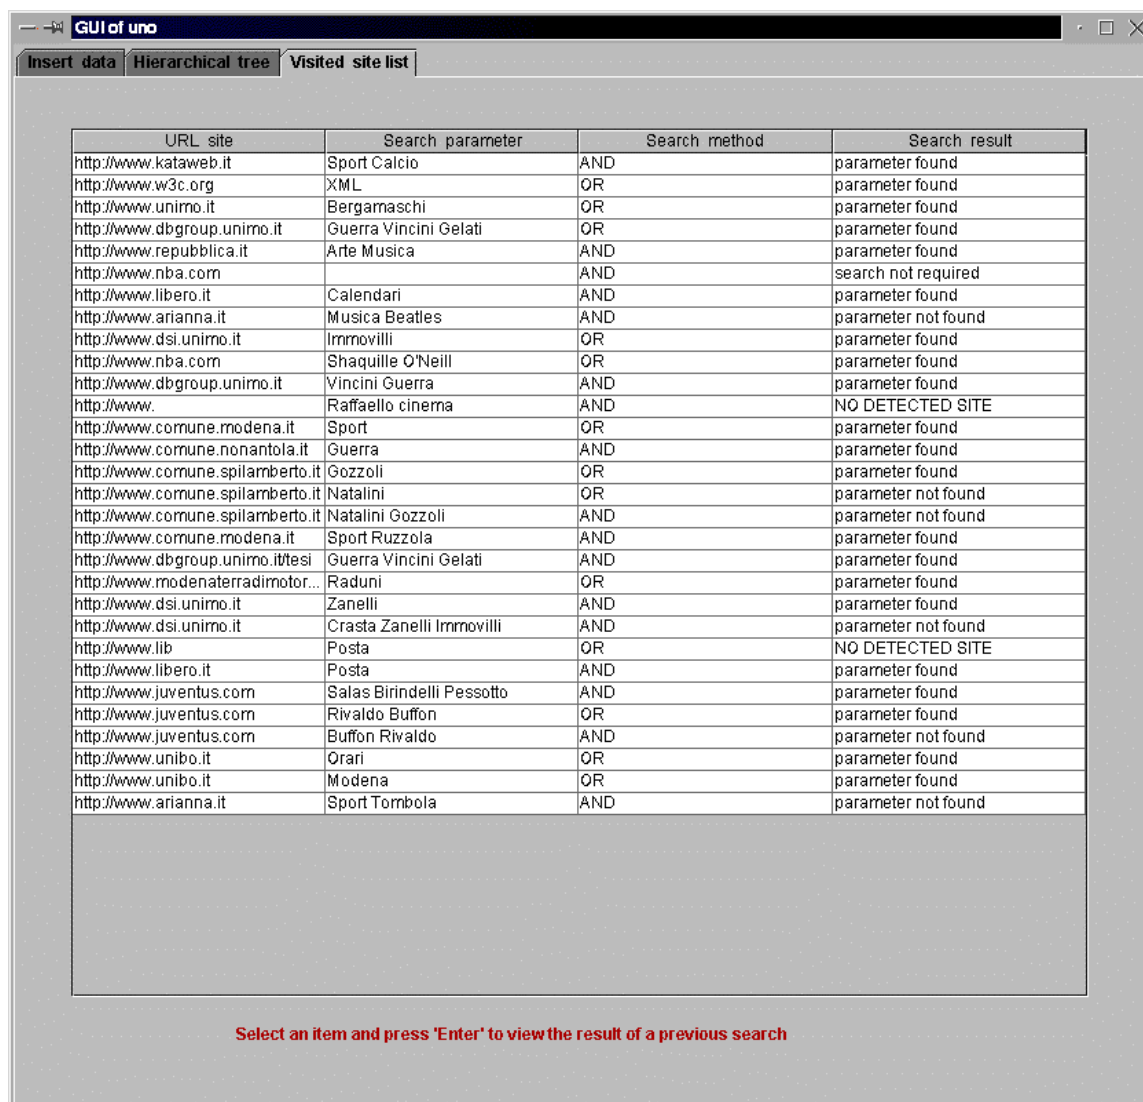 GUI of uno
Insert data Hierarchical tree Visited site list
URL site Search parameter Search method Search result
http://www.kataweb.it Sport Calcio AND parameter found
http://www.w3c.org XML OR parameter found
http://www.unimo.it Bergamaschi OR parameter found
http://www.dbgroup.unimo.it Guerra Vincini Gelati OR parameter found
http://www.repubblica.it Arte Musica AND parameter found
http://www.nba.com AND search not required
http://www.libero.it Calendari AND parameter found
http://www.arianna.it Musica Beatles AND parameter not found
http://www.dsi.unimo.it Immovilli OR parameter found
http://www.nba.com Shaquille O'Neill OR parameter found
http://www.dbgroup.unimo.it Vincini Guerra AND parameter found
http://www. Raffaello cinema AND NO DETECTED SITE
http://www.comune.modena.it Sport OR parameter found
http://www.comune.nonantola.it Guerra AND parameter found
http://www.comune.spilamberto.it Gozzoli OR parameter found
http://www.comune.spilamberto.it Natalini OR parameter not found
http://www.comune.spilamberto.it Natalini Gozzoli AND parameter not found
http://www.comune.modena.it Sport Ruzzola AND parameter found
http://www.dbgroup.unimo.it/tesi Guerra Vincini Gelati AND parameter found
http://www.modenaterradimotor... Raduni OR parameter found
http://www.dsi.unimo.it Zanelli AND parameter found
http://www.dsi.unimo.it Crasta Zanelli Immovilli AND parameter not found
http://www.lib Posta OR NO DETECTED SITE
http://www.libero.it Posta AND parameter found
http://www.juventus.com Salas Birindelli Pessotto AND parameter found
http://www.juventus.com Rivaldo Buffon OR parameter found
http://www.juventus.com Buffon Rivaldo AND parameter not found
http://www.unibo.it Orari OR parameter found
http://www.unibo.it Modena OR parameter found
http://www.arianna.it Sport Tombola AND parameter not found
Select an item and press 'Enter' to view the result of a previous search